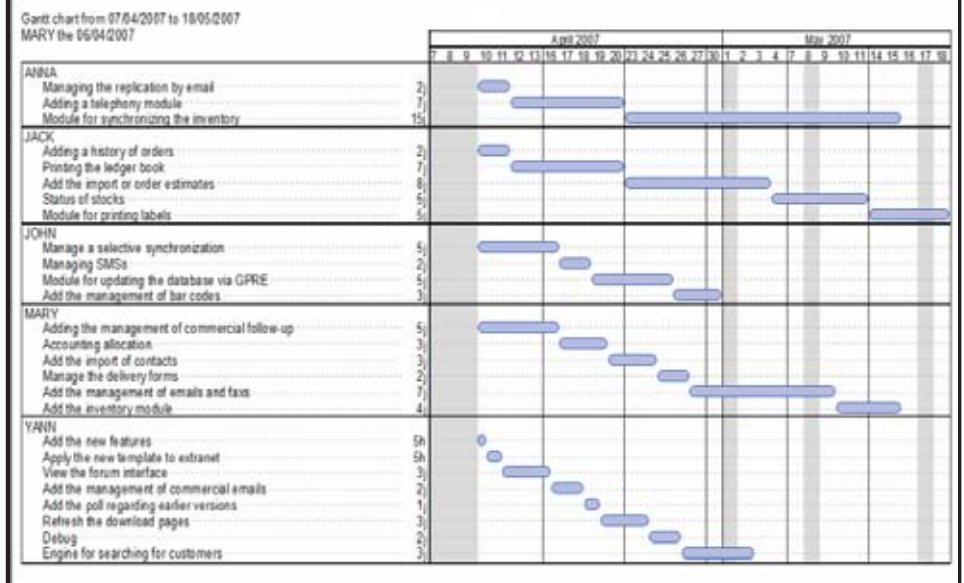 Gantt chart from 07/04/2007 to 18/05/2007
MARY the 06/04/2007
April 2007 May 2007
7 8 9 10 11 12 13 16 17 18 19 20 23 24 25 26 27 30 1 2 3 4 7 8 9 10 11 14 15 16 17 18
ANNA
Managing the replication by email 2j
Adding a telephony module 7j
Module for synchronizing the inventory 15j
JACK
Adding a history of orders 2j
Printing the ledger book 7j
Add the import or order estimates 8j
Status of stocks 5j
Module for printing labels 5j
JOHN
Manage a selective synchronization 5j
Managing SMSs 2j
Module for updating the database via GPRE 5j
Add the management of bar codes 3j
MARY
Adding the management of commercial follow-up 5j
Accounting allocation 3j
Add the import of contacts 3j
Manage the delivery forms 2j
Add the management of emails and faxs 7j
Add the inventory module 4j
YANN
Add the new features 5h
Apply the new template to extranet 5h
View the forum interface 3j
Add the management of commercial emails 2j
Add the poll regarding earlier versions 1j
Refresh the download pages 3j
Debug 2j
Engine for searching for customers 3j